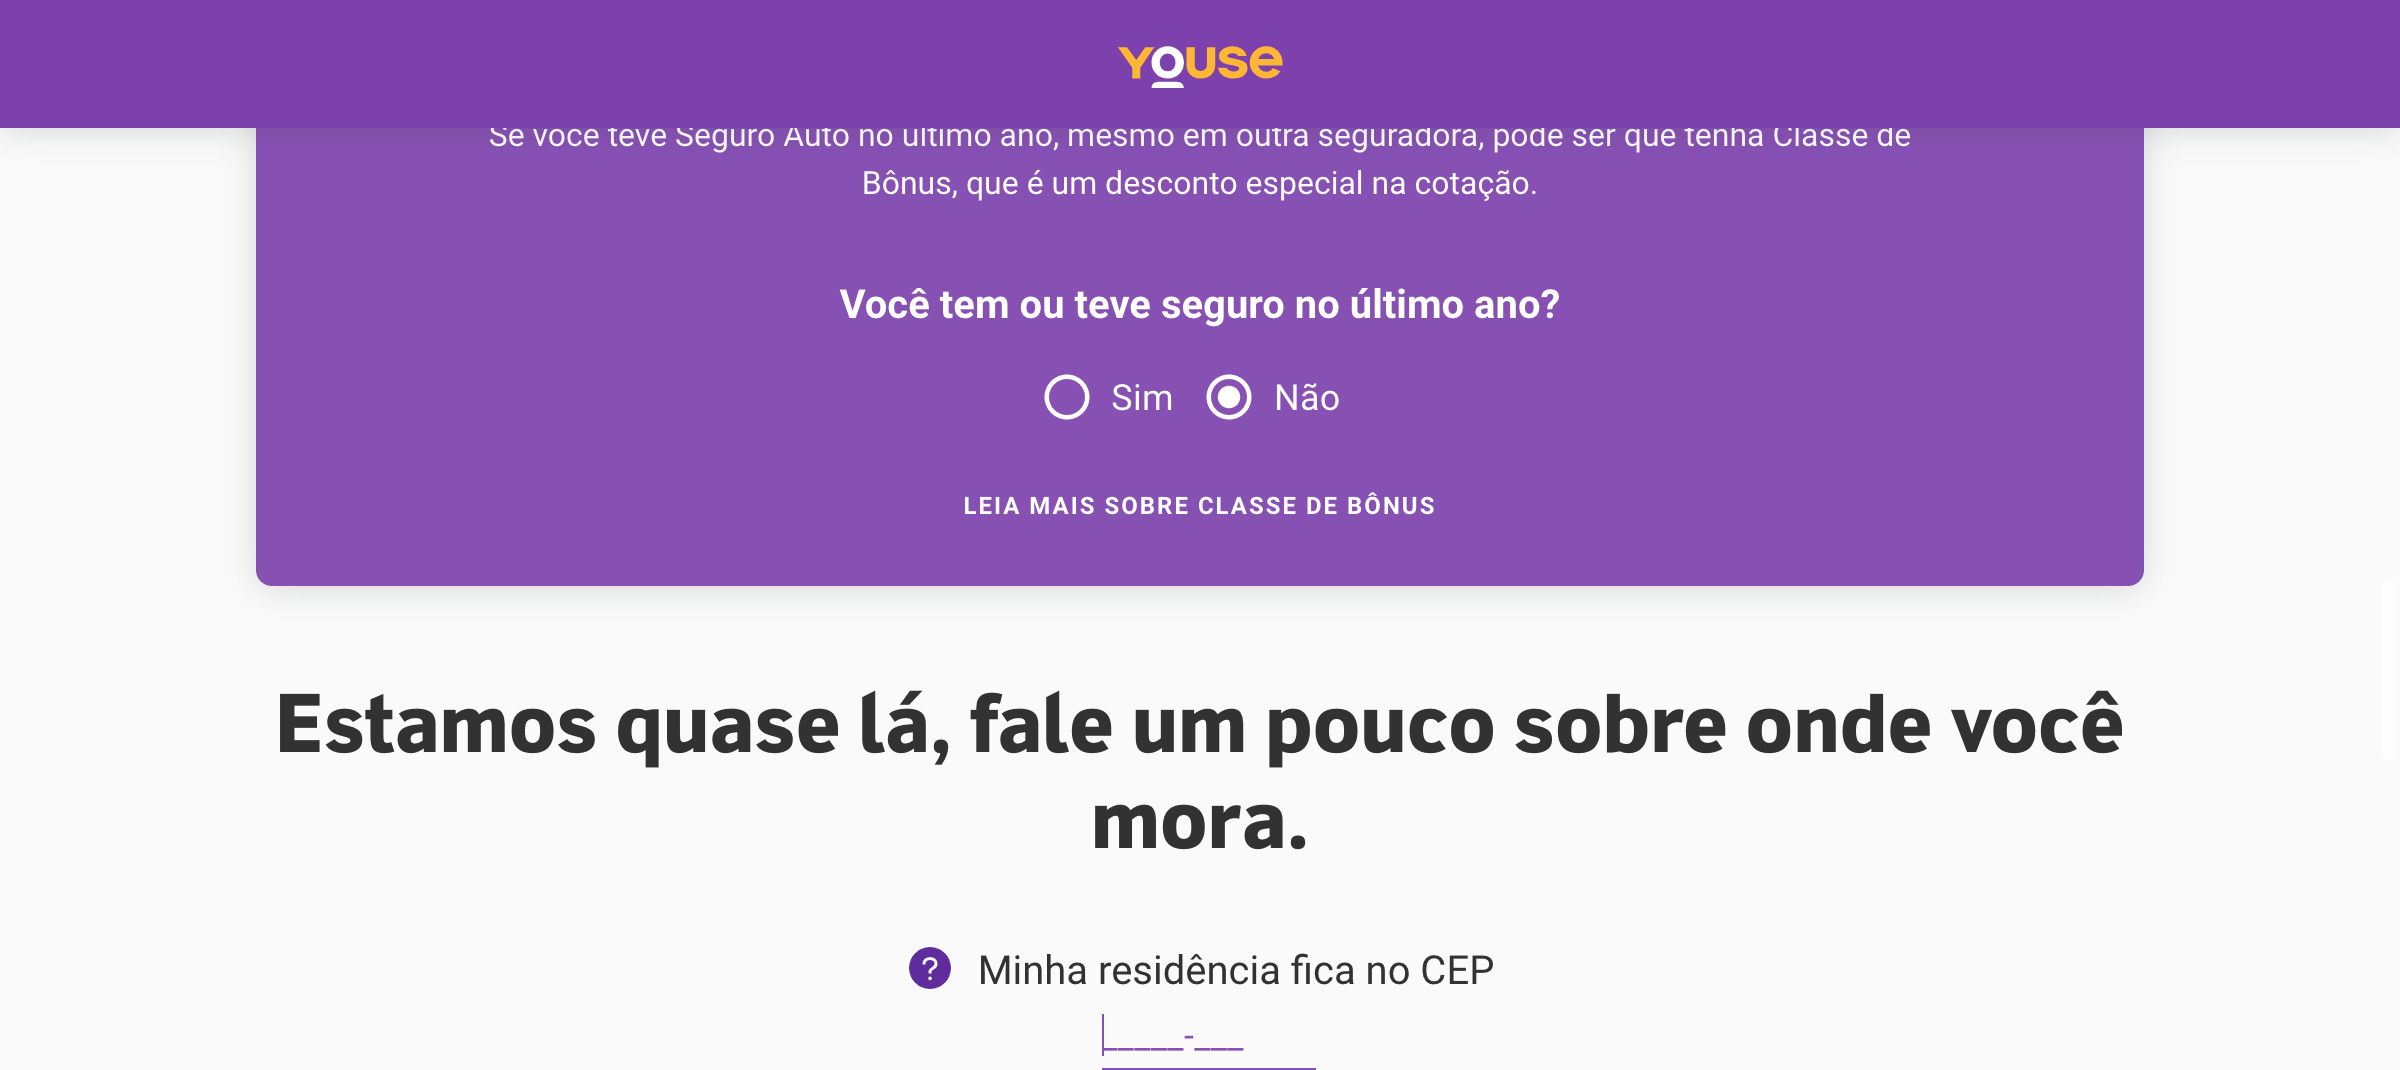 youse
Se você teve Seguro Auto no último ano, mesmo em outra seguradora, pode ser que tenha Classe de
Bônus, que é um desconto especial na cotação.
Você tem ou teve seguro no último ano?
Sim Não
LEIA MAIS SOBRE CLASSE DE BÔNUS
Estamos quase lá, fale um pouco sobre onde você
mora.
? Minha residência fica no CEP
_____-___